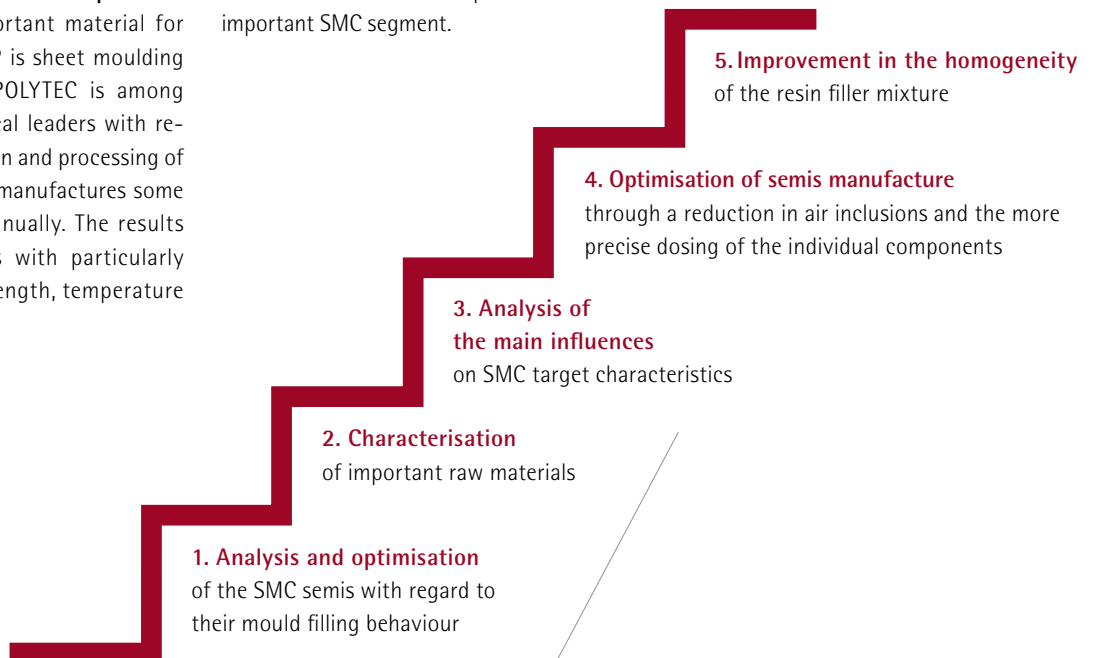 important material for
is sheet moulding
POLYTEC is among
leaders with re-
and processing of
manufactures some
annually. The results
with particularly
strength, temperature
important SMC segment.
5. Improvement in the homogeneity
of the resin filler mixture
4. Optimisation of semis manufacture
through a reduction in air inclusions and the more
precise dosing of the individual components
3. Analysis of
the main influences
on SMC target characteristics
2. Characterisation
of important raw materials
1. Analysis and optimisation
of the SMC semis with regard to
their mould filling behaviour